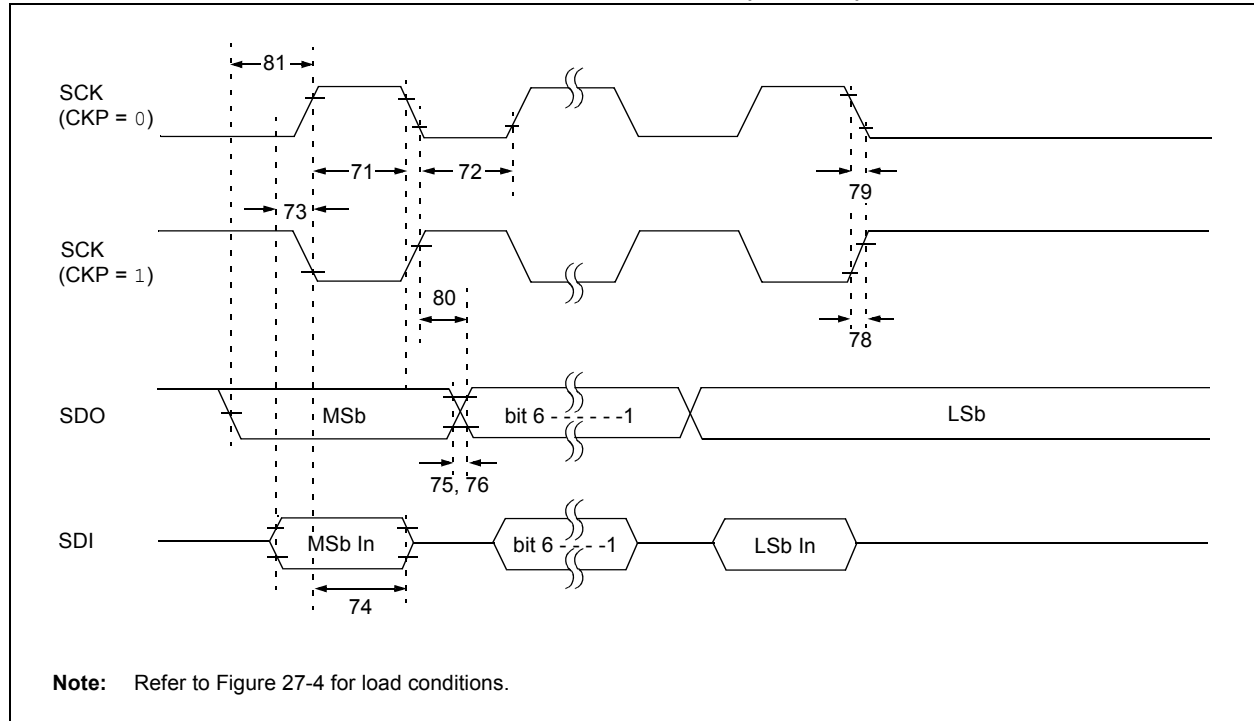 81
SCK
(CKP = 0)
71
72
79
73
SCK
(CKP = 1)
80
78
SDO
MSb
bit 6 - - - - - -1
LSb
75, 76
SDI
MSb In
bit 6 - - - - -1
LSb In
74
Note: Refer to Figure 27-4 for load conditions.